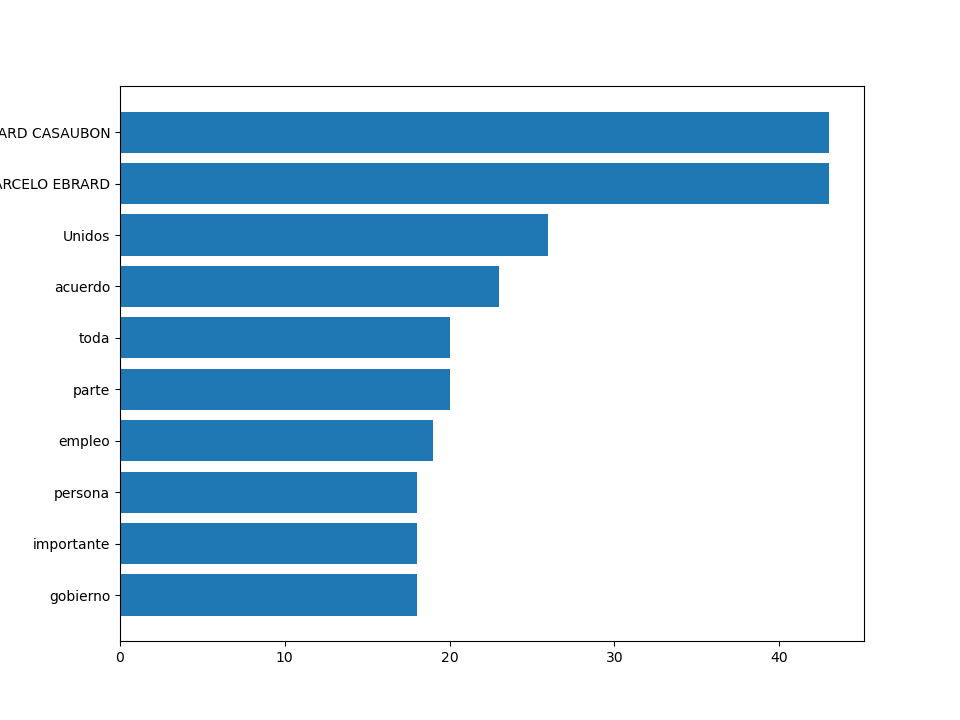 ARD CASAUBON
ARCELO EBRARD
Unidos
acuerdo
toda
parte
empleo
persona
importante
gobierno
0 10 20 30 40